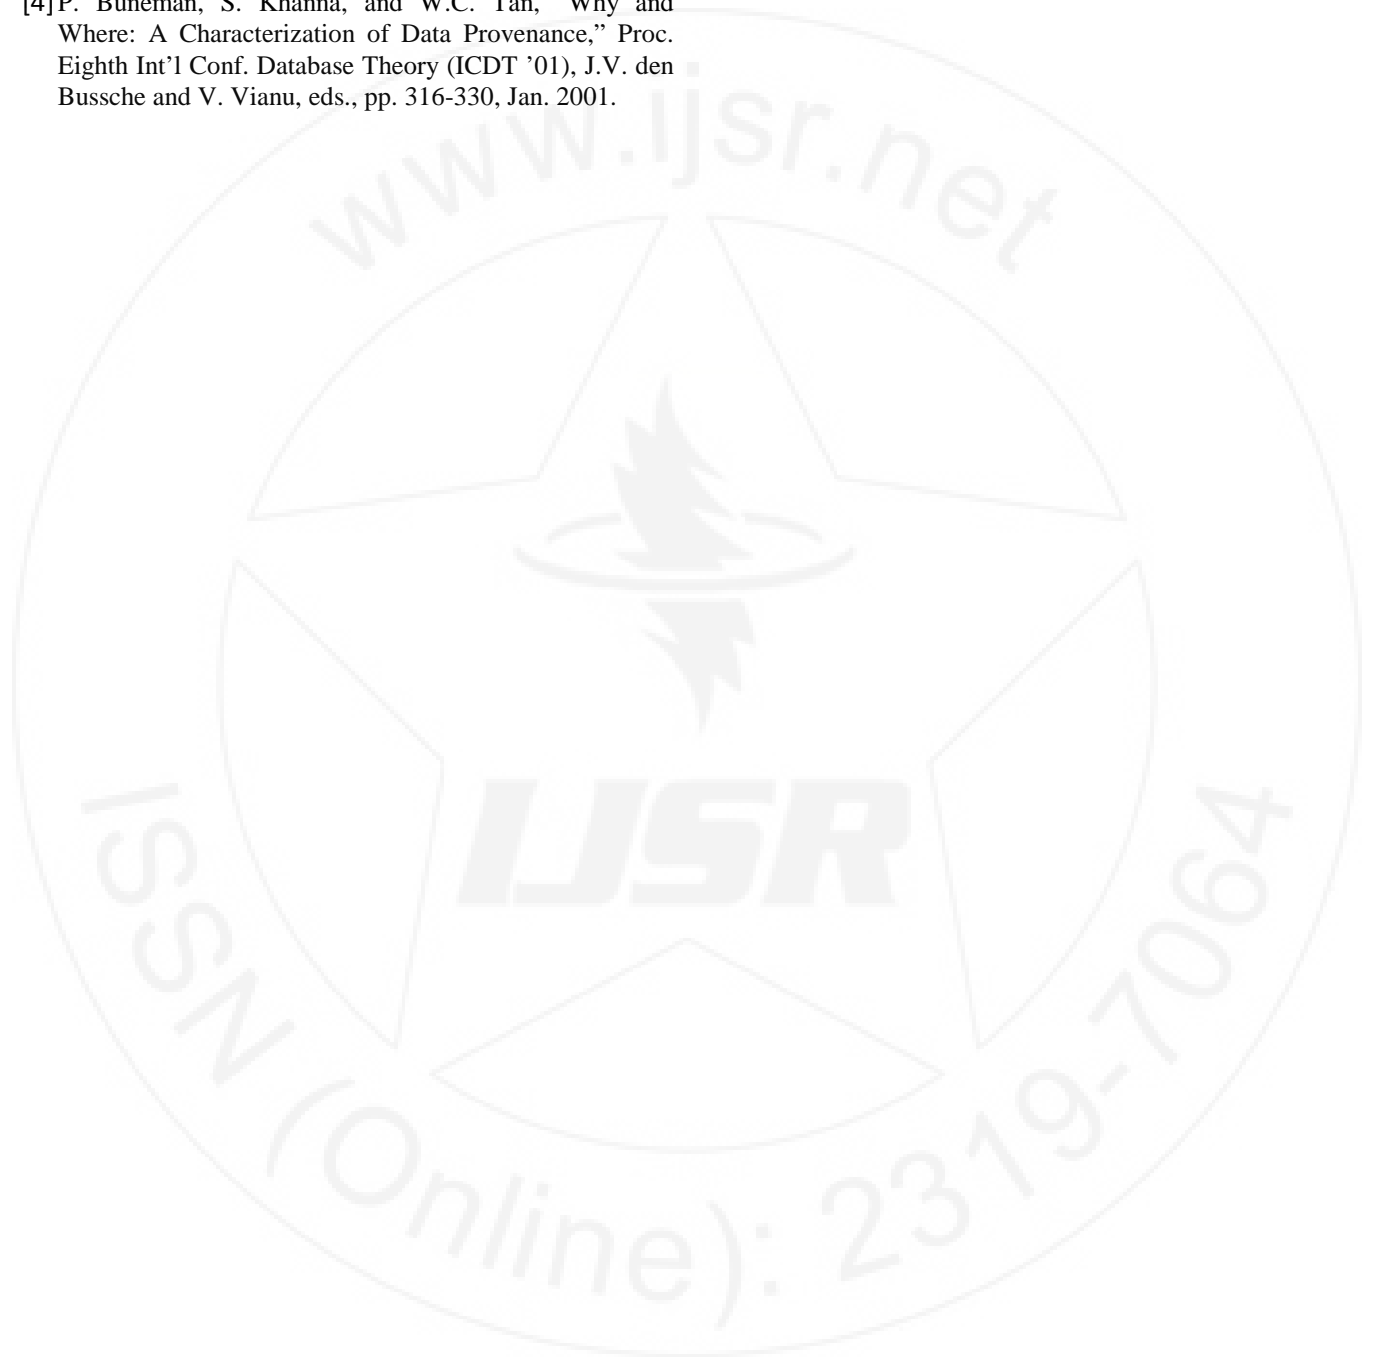 [4] P. Buneman, S. Khanna, and W.C. Tan, "Why and
Where: A Characterization of Data Provenance,” Proc.
Eighth Int’l Conf. Database Theory (ICDT ’01), J.V. den
Bussche and V. Vianu, eds., pp. 316-330, Jan. 2001.
www.ijsr.net
IJSR
ISSN (Online): 2319-7064